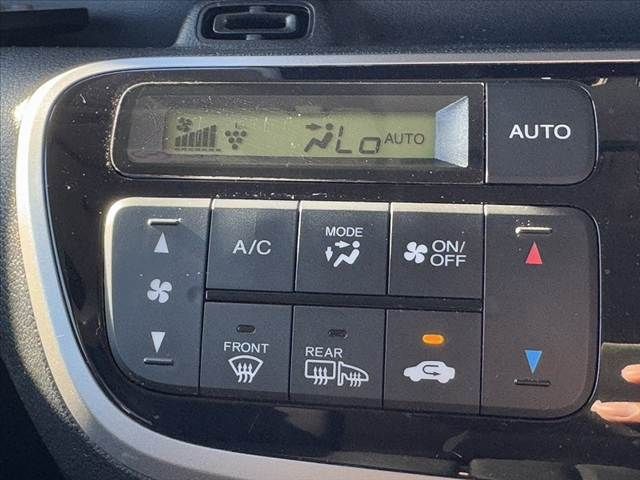 Lo AUTO
AUTO
A/C
MODE
ON/
OFF
FRONT
REAR